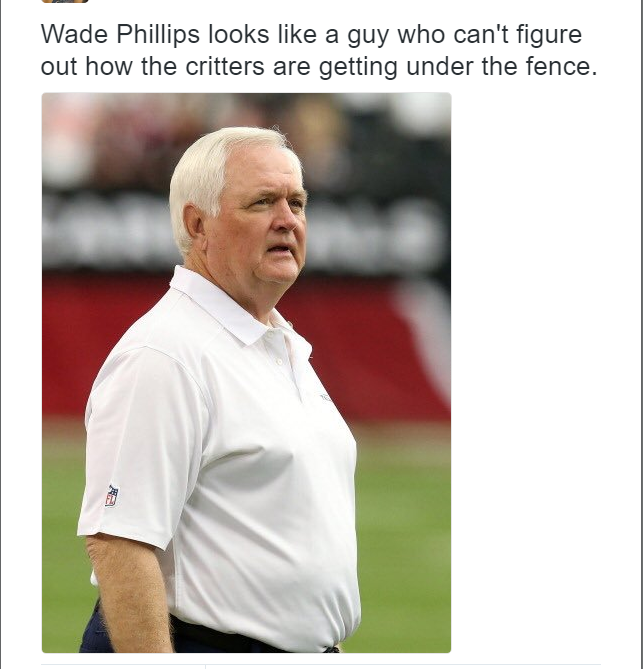 Wade Phillips looks like a guy who can't figure
out how the critters are getting under the fence.